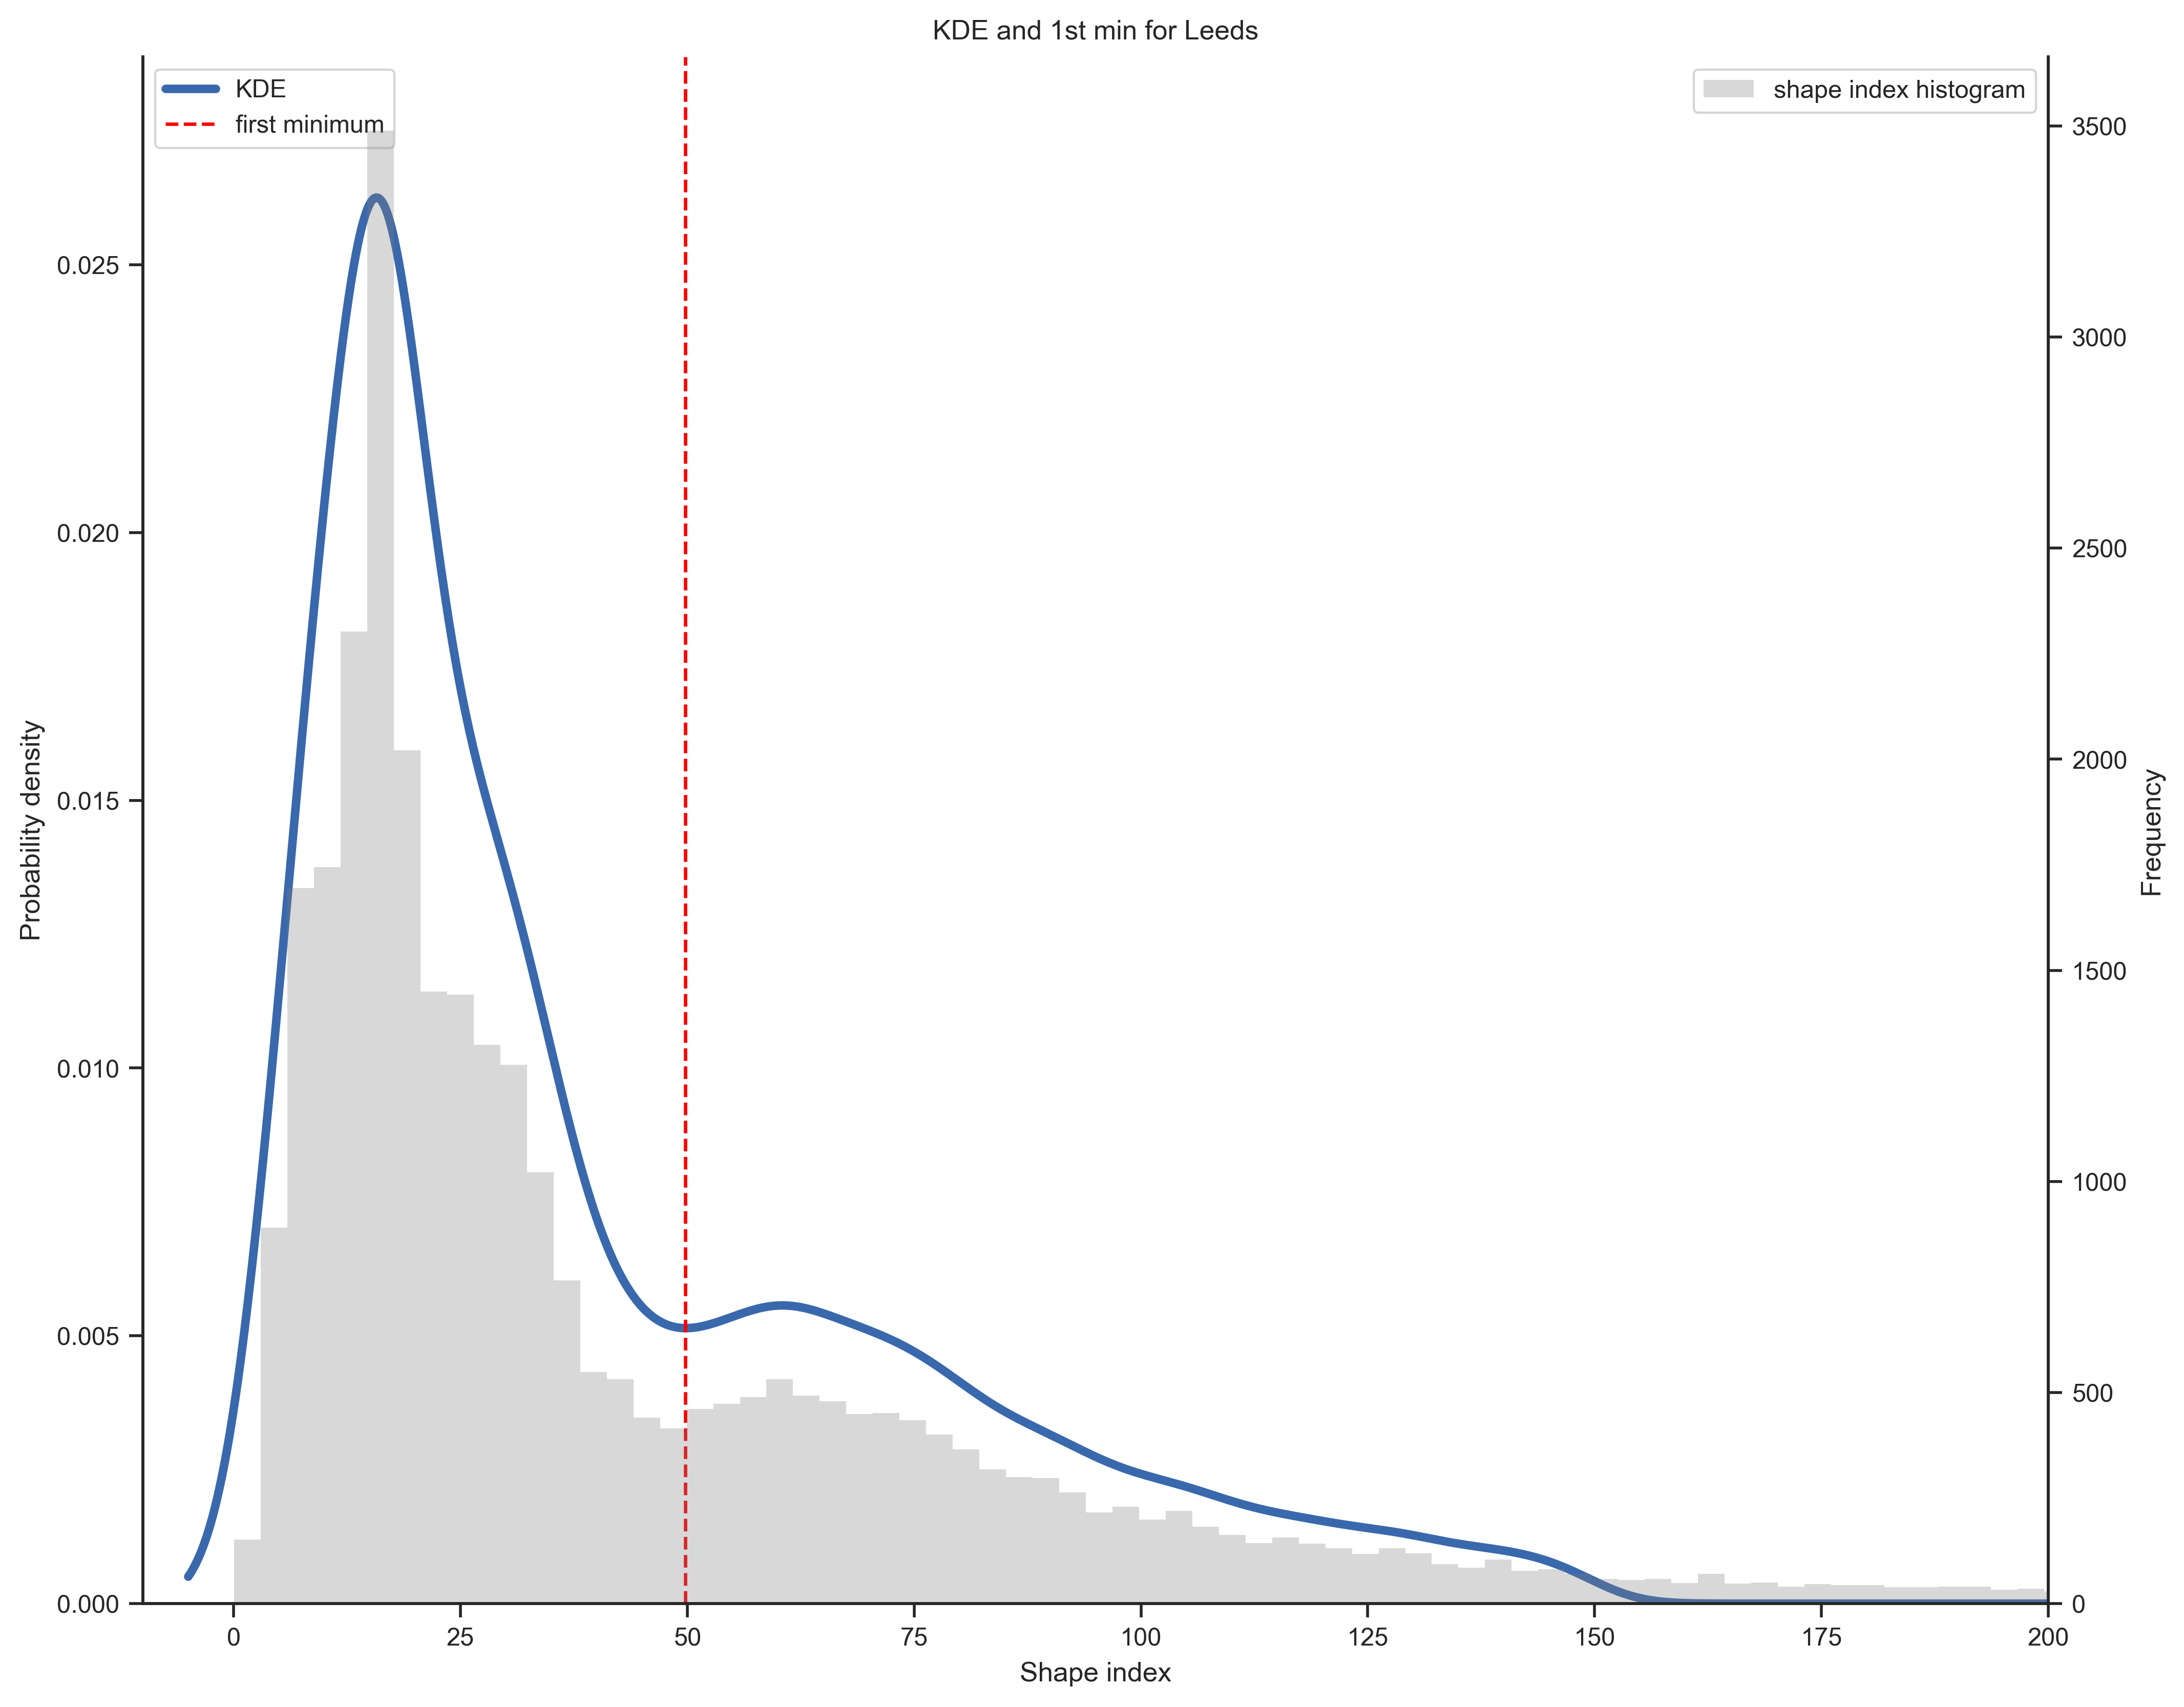 KDE and 1st min for Leeds
KDE
first minimum
shape index histogram
Probability density
0.025
0.020
0.015
0.010
0.005
0.000
3500
3000
2500
2000
1500
1000
500
0
Frequency
0 25 50 75 100 125 150 175 200
Shape index